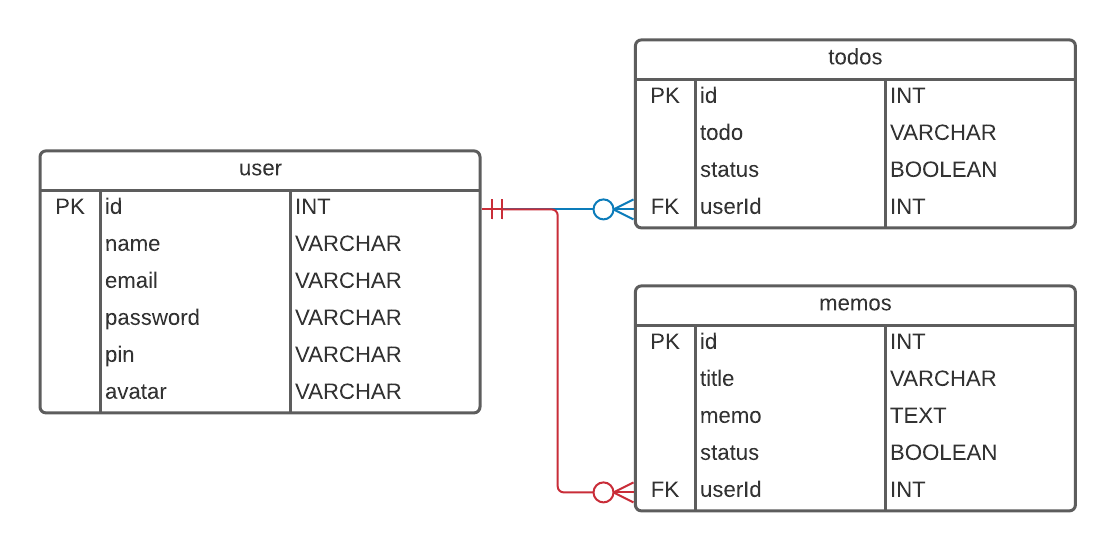 user
PK id INT
name VARCHAR
email VARCHAR
password VARCHAR
pin VARCHAR
avatar VARCHAR
todos
PK id INT
todo VARCHAR
status BOOLEAN
FK userId INT
memos
PK id INT
title VARCHAR
memo TEXT
status BOOLEAN
FK userId INT